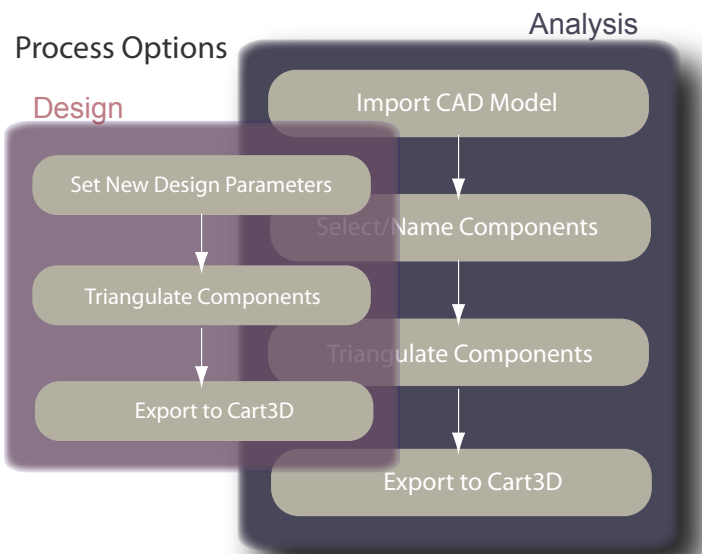 Process Options
Analysis
Design
Import CAD Model
Set New Design Parameters
Select/Name Components
Triangulate Components
Triangulate Components
Export to Cart3D
Export to Cart3D